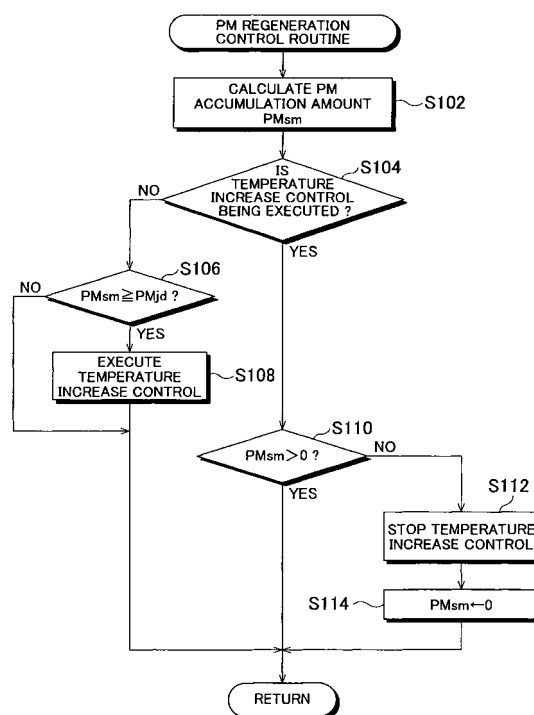 PM REGENERATION
CONTROL ROUTINE
CALCULATE PM
ACCUMULATION AMOUNT
PMsm
S102
IS
TEMPERATURE
INCREASE CONTROL
BEING EXECUTED ?
S104
NO
YES
S106
NO
PMsm≧PMjd ?
YES
EXECUTE
TEMPERATURE
INCREASE CONTROL
S108
S110
PMsm>0 ?
NO
YES
S112
STOP TEMPERATURE
INCREASE CONTROL
S114
PMsm←0
RETURN